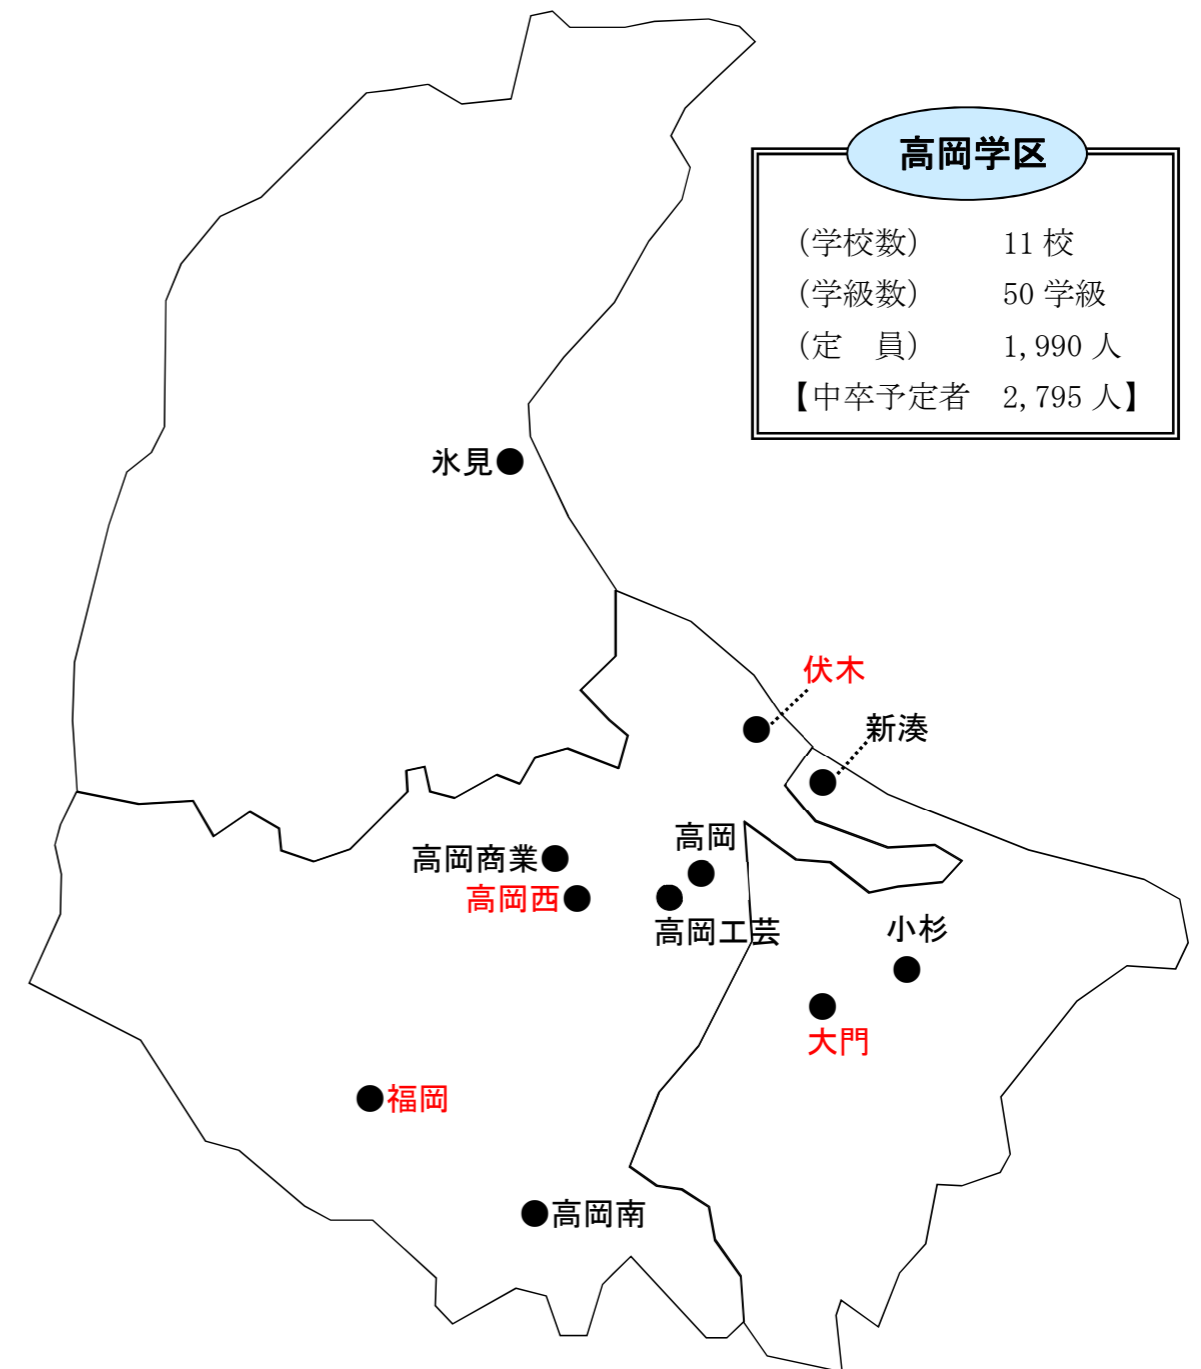 高岡学区
（学校数） 11 校
（学級数） 50 学級
（定　員） 1,990 人
【中卒予定者 2,795 人】
氷見
伏木
新湊
高岡
高岡商業
高岡西
高岡工芸
小杉
大門
福岡
高岡南